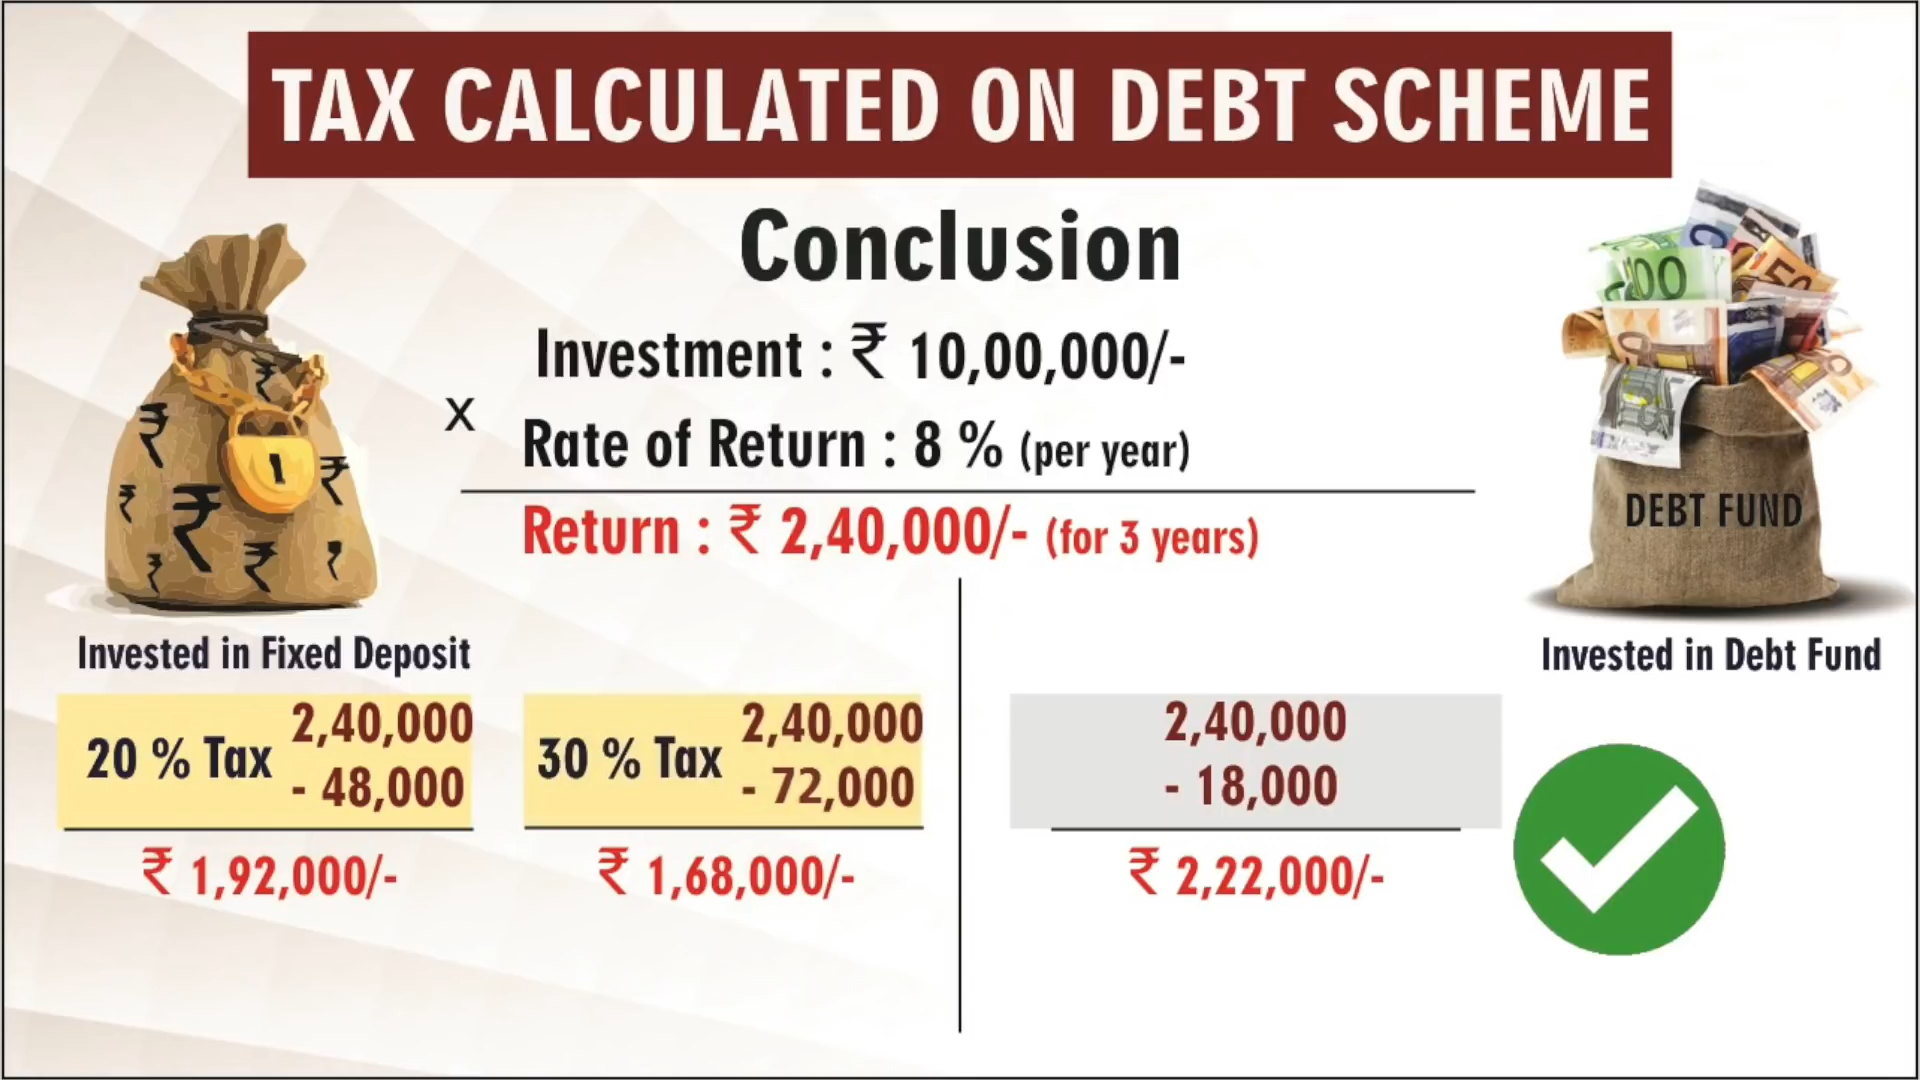 TAX CALCULATED ON DEBT SCHEME
Conclusion
Investment : ₹ 10,00,000/-
x
Rate of Return : 8 % (per year)
Return : ₹ 2,40,000/- (for 3 years)
100
DEBT FUND
Invested in Fixed Deposit
Invested in Debt Fund
20 % Tax
2,40,000
- 48,000
₹ 1,92,000/-
30 % Tax
2,40,000
- 72,000
₹ 1,68,000/-
2,40,000
- 18,000
₹ 2,22,000/-